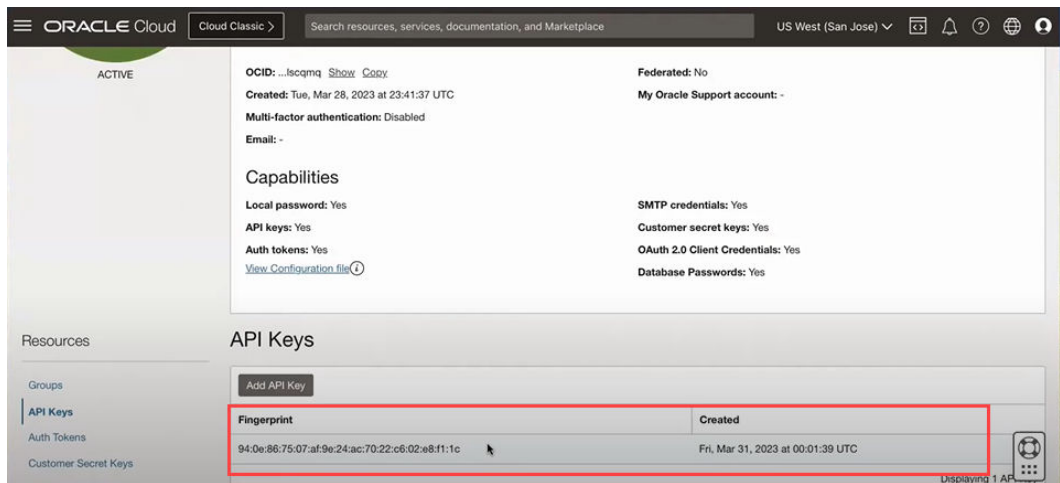 ORACLE Cloud
Cloud Classic >
Search resources, services, documentation, and Marketplace
US West (San Jose)
ACTIVE
OCID: ...lscqmq Show Copy
Federated: No
Created: Tue, Mar 28, 2023 at 23:41:37 UTC
My Oracle Support account: -
Multi-factor authentication: Disabled
Email: -
Capabilities
Local password: Yes
SMTP credentials: Yes
API keys: Yes
Customer secret keys: Yes
Auth tokens: Yes
OAuth 2.0 Client Credentials: Yes
View Configuration file
Database Passwords: Yes
Resources
API Keys
Groups
API Keys
Auth Tokens
Customer Secret Keys
Add API Key
Fingerprint
Created
94:0e:86:75:07:af:9e:24:ac:70:22:c6:02:e8:f1:1c
Fri, Mar 31, 2023 at 00:01:39 UTC
Displaying 1 AP